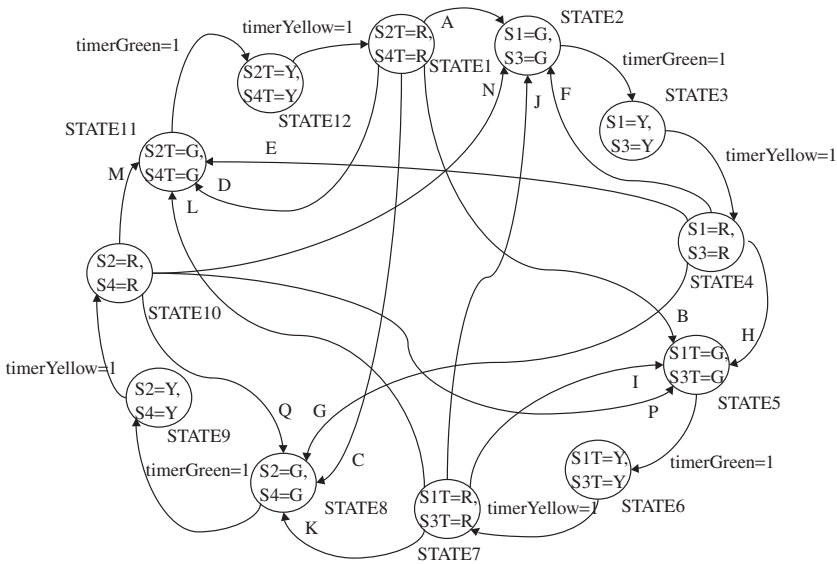 timerYellow=1
A
STATE2
S2T=R,
S4T=R
S1=G,
S3=G
timerGreen=1
STATE1
timerGreen=1
S2T=Y,
S4T=Y
N
J
F
STATE3
S1=Y,
S3=Y
STATE12
STATE11
S2T=G,
S4T=G
E
timerYellow=1
M
D
L
S1=R,
S3=R
S2=R,
S4=R
STATE4
STATE10
B
H
S1T=G,
S3T=G
timerYellow=1
I
S2=Y,
S4=Y
STATE5
Q
G
P
STATE9
C
timerGreen=1
S2=G,
S4=G
S1T=Y,
S3T=Y
timerGreen=1
STATE8
S1T=R,
S3T=R
timerYellow=1
STATE6
K
STATE7